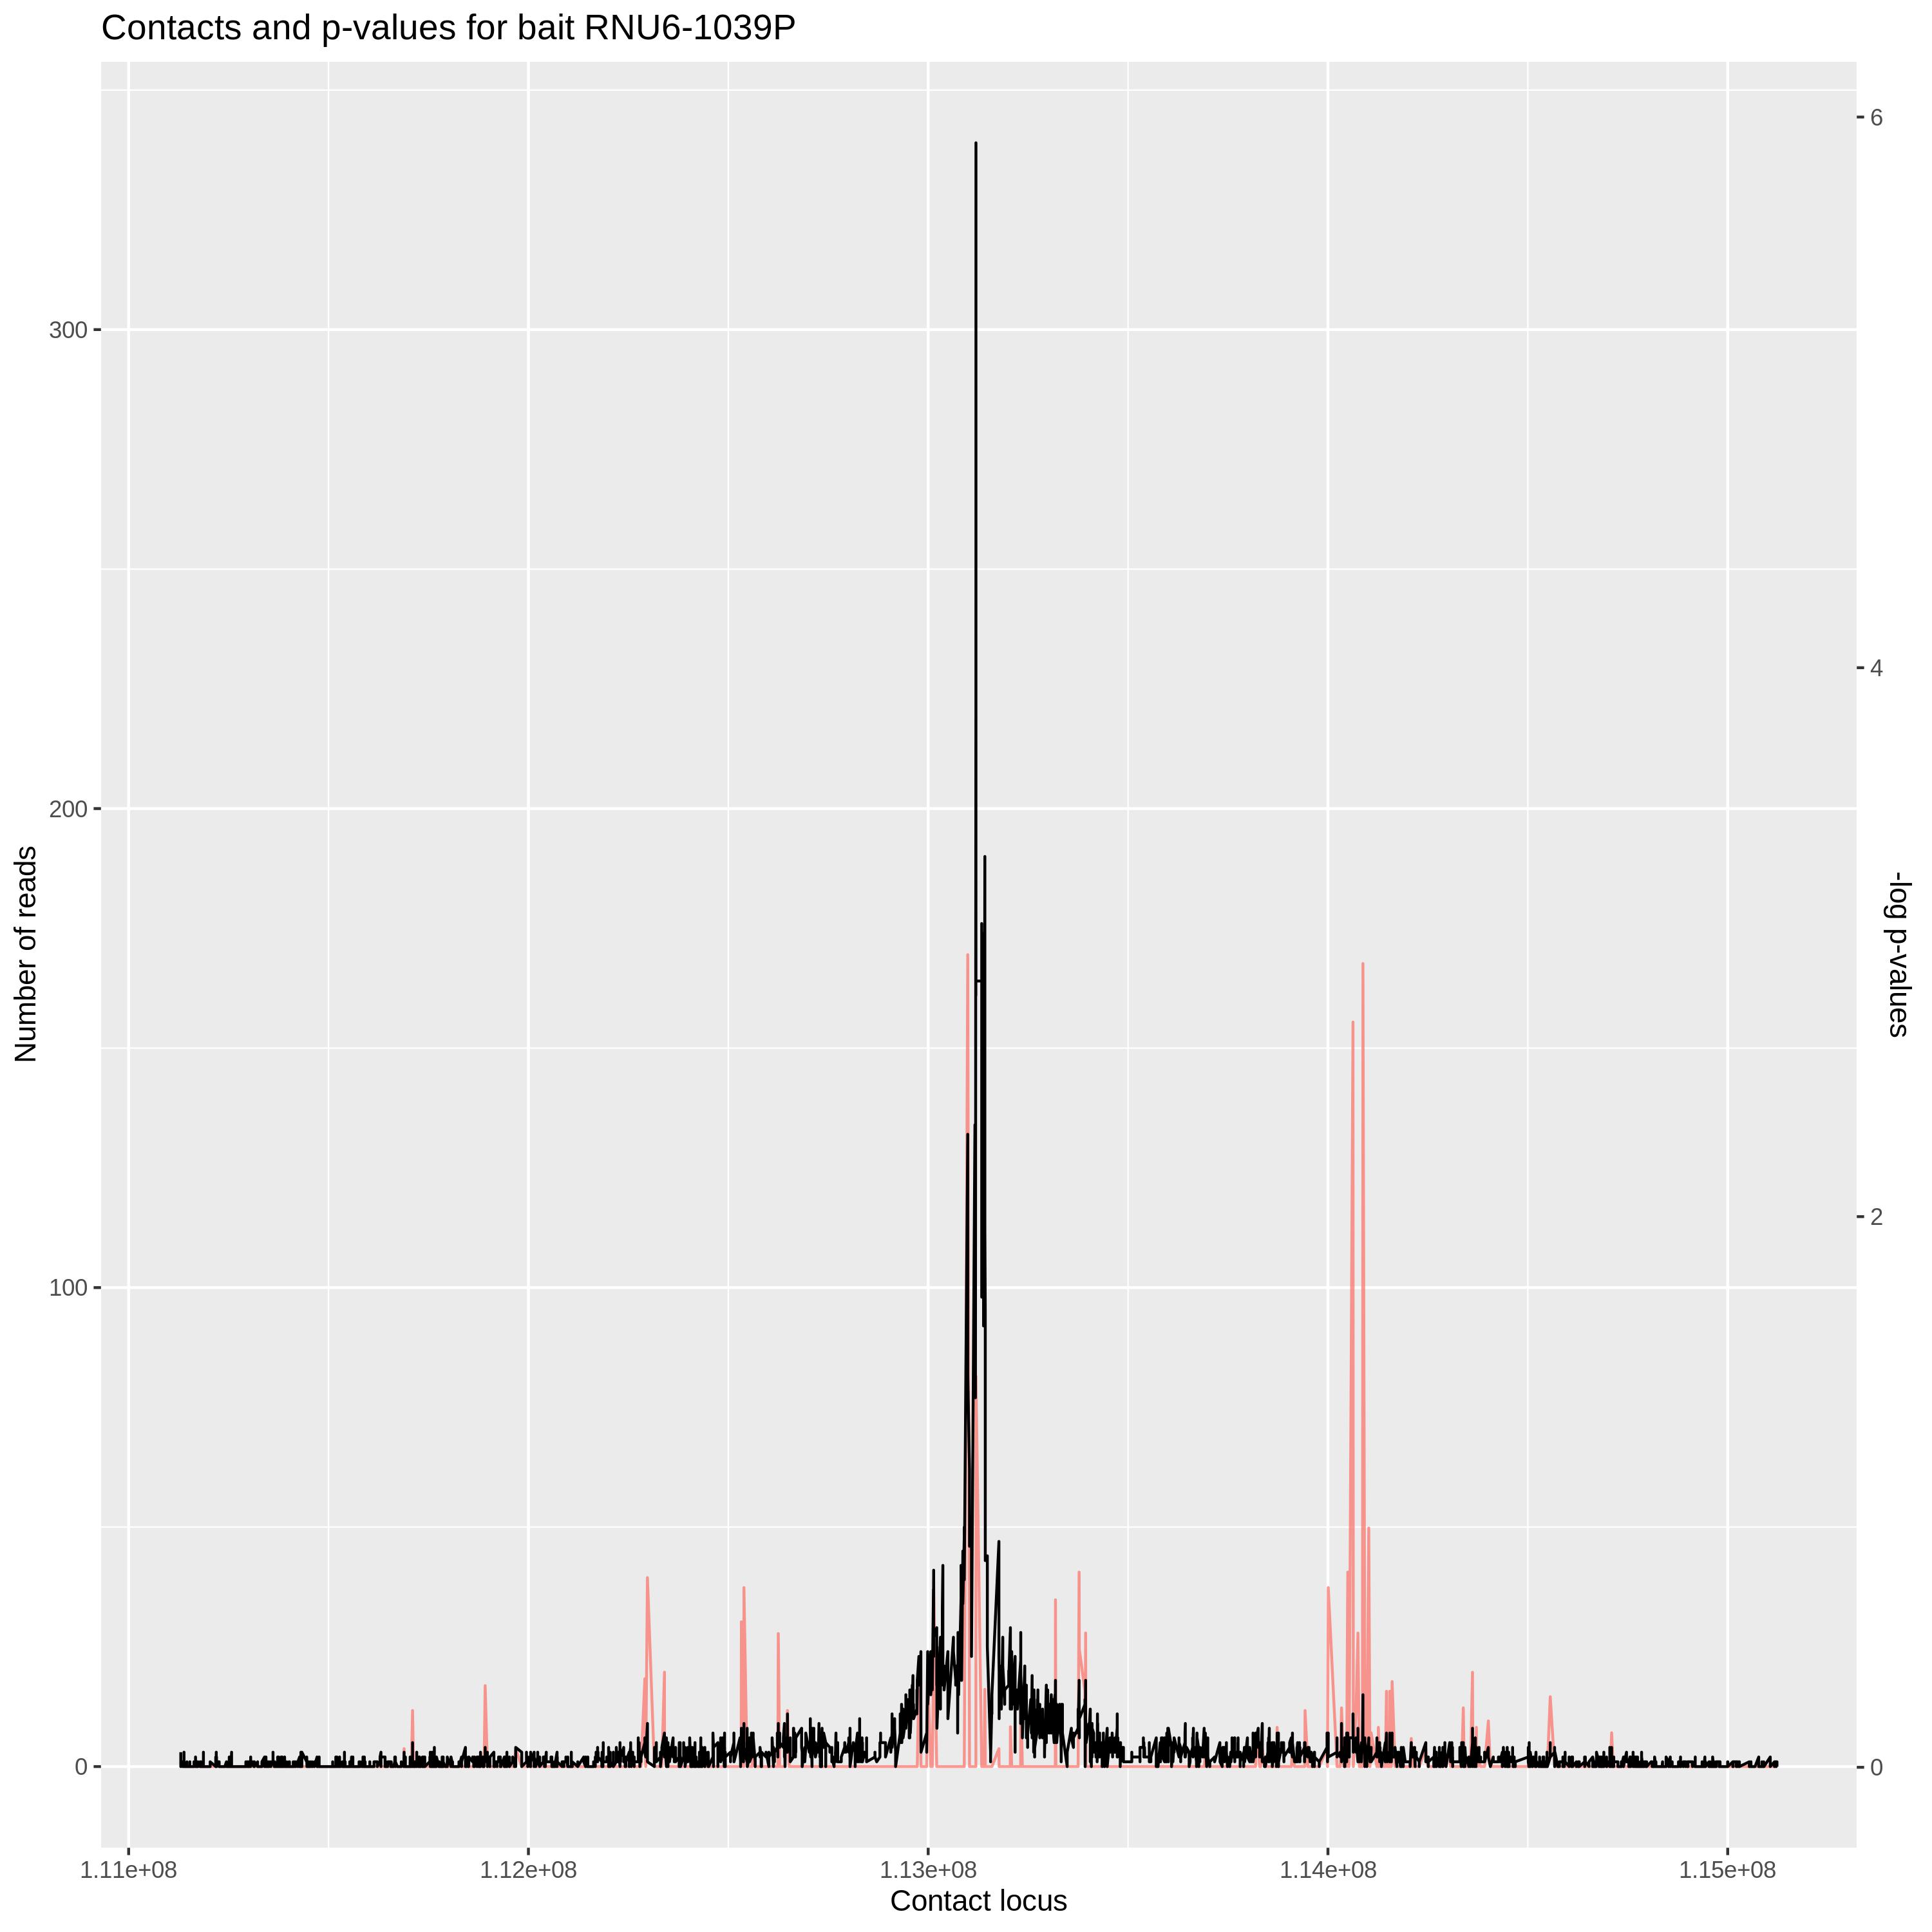 Contacts and p-values for bait RNU6-1039P
6
300
4
200
Number of reads
-log p-values
2
100
0
0
1.11e+08 1.12e+08 1.13e+08 1.14e+08 1.15e+08
Contact locus